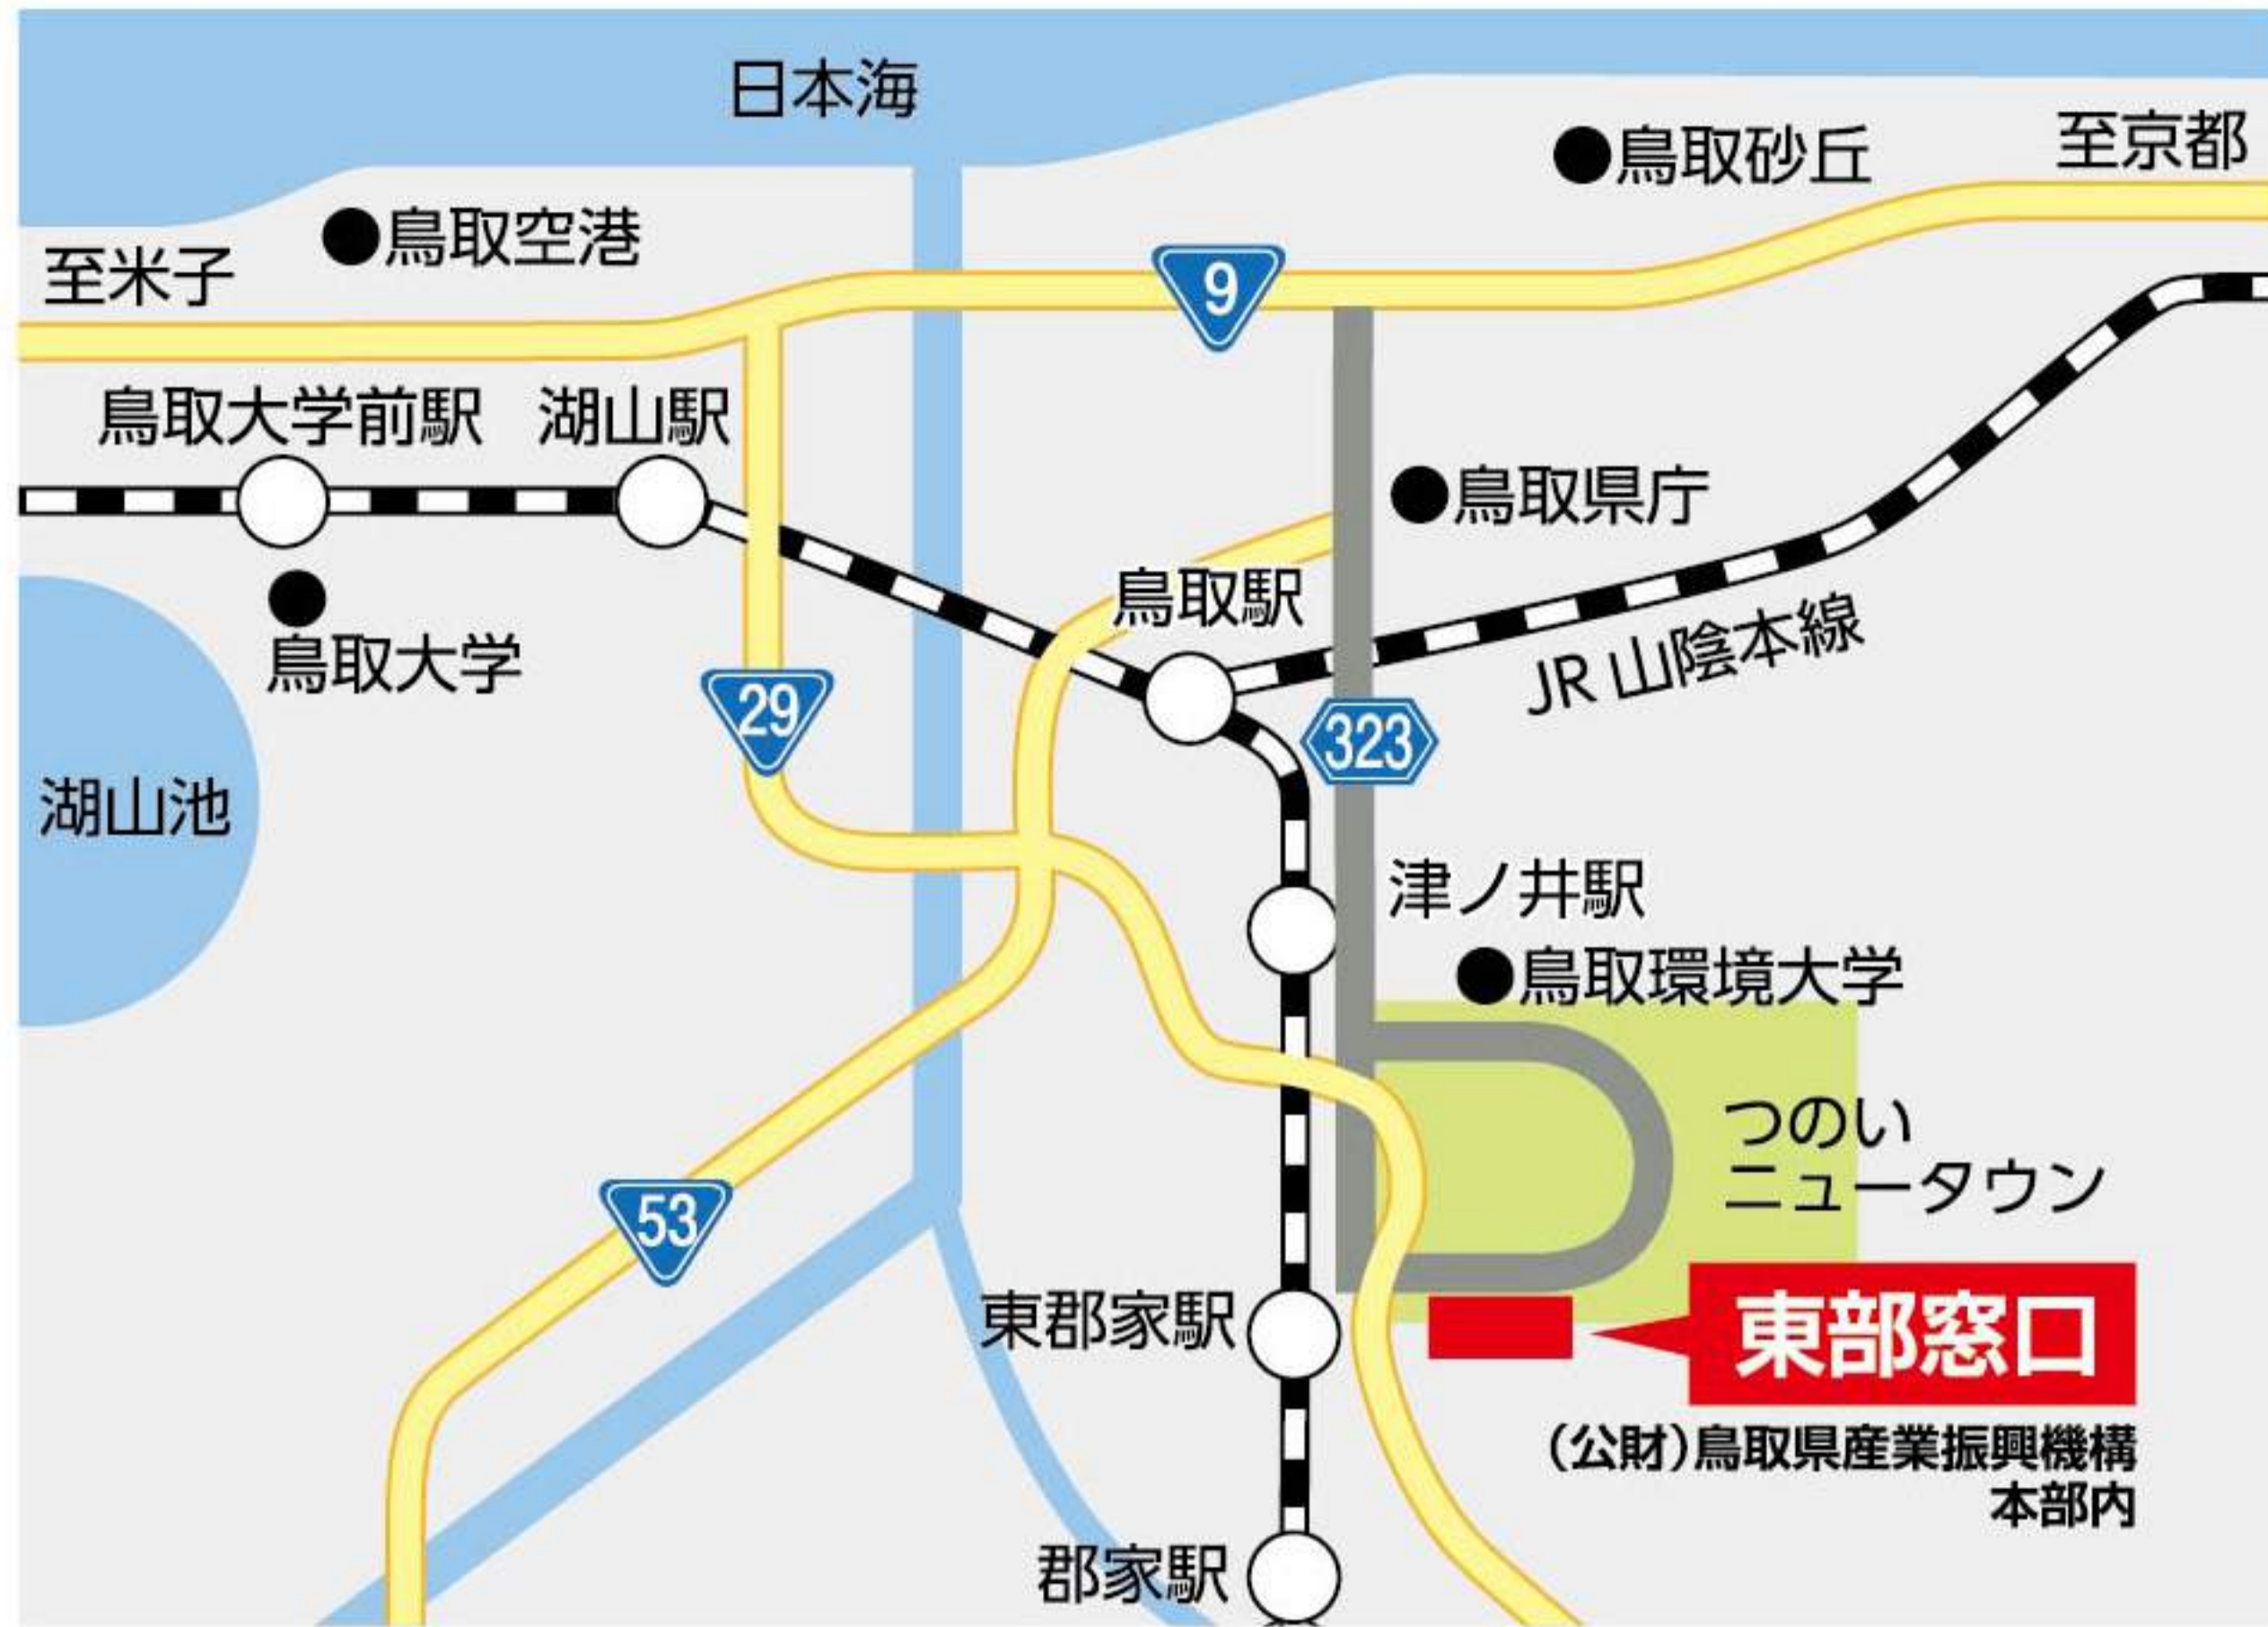 日本海
鳥取砂丘
至京都
鳥取空港
至米子
9
鳥取大学前駅
湖山駅
鳥取県庁
鳥取駅
鳥取大学
JR 山陰本線
29
323
湖山池
津ノ井駅
鳥取環境大学
つのい
ニュータウン
53
東郡家駅
東部窓口
(公財)鳥取県産業振興機構
本部内
郡家駅